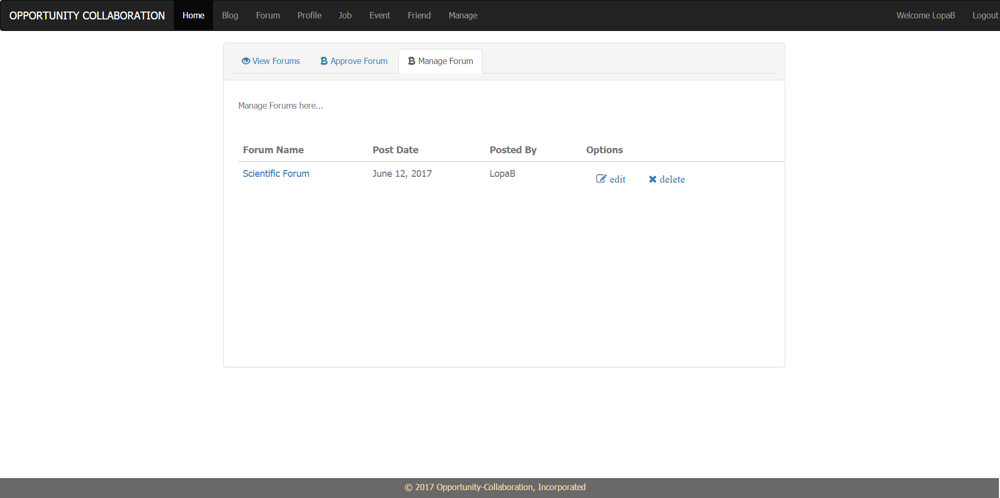 OPPORTUNITY COLLABORATION Home Blog Forum Profile Job Event Friend Manage Welcome LopaB Logout
View Forums Approve Forum Manage Forum
Manage Forums here...
Forum Name Post Date Posted By Options
Scientific Forum June 12, 2017 LopaB edit delete
© 2017 Opportunity-Collaboration, Incorporated